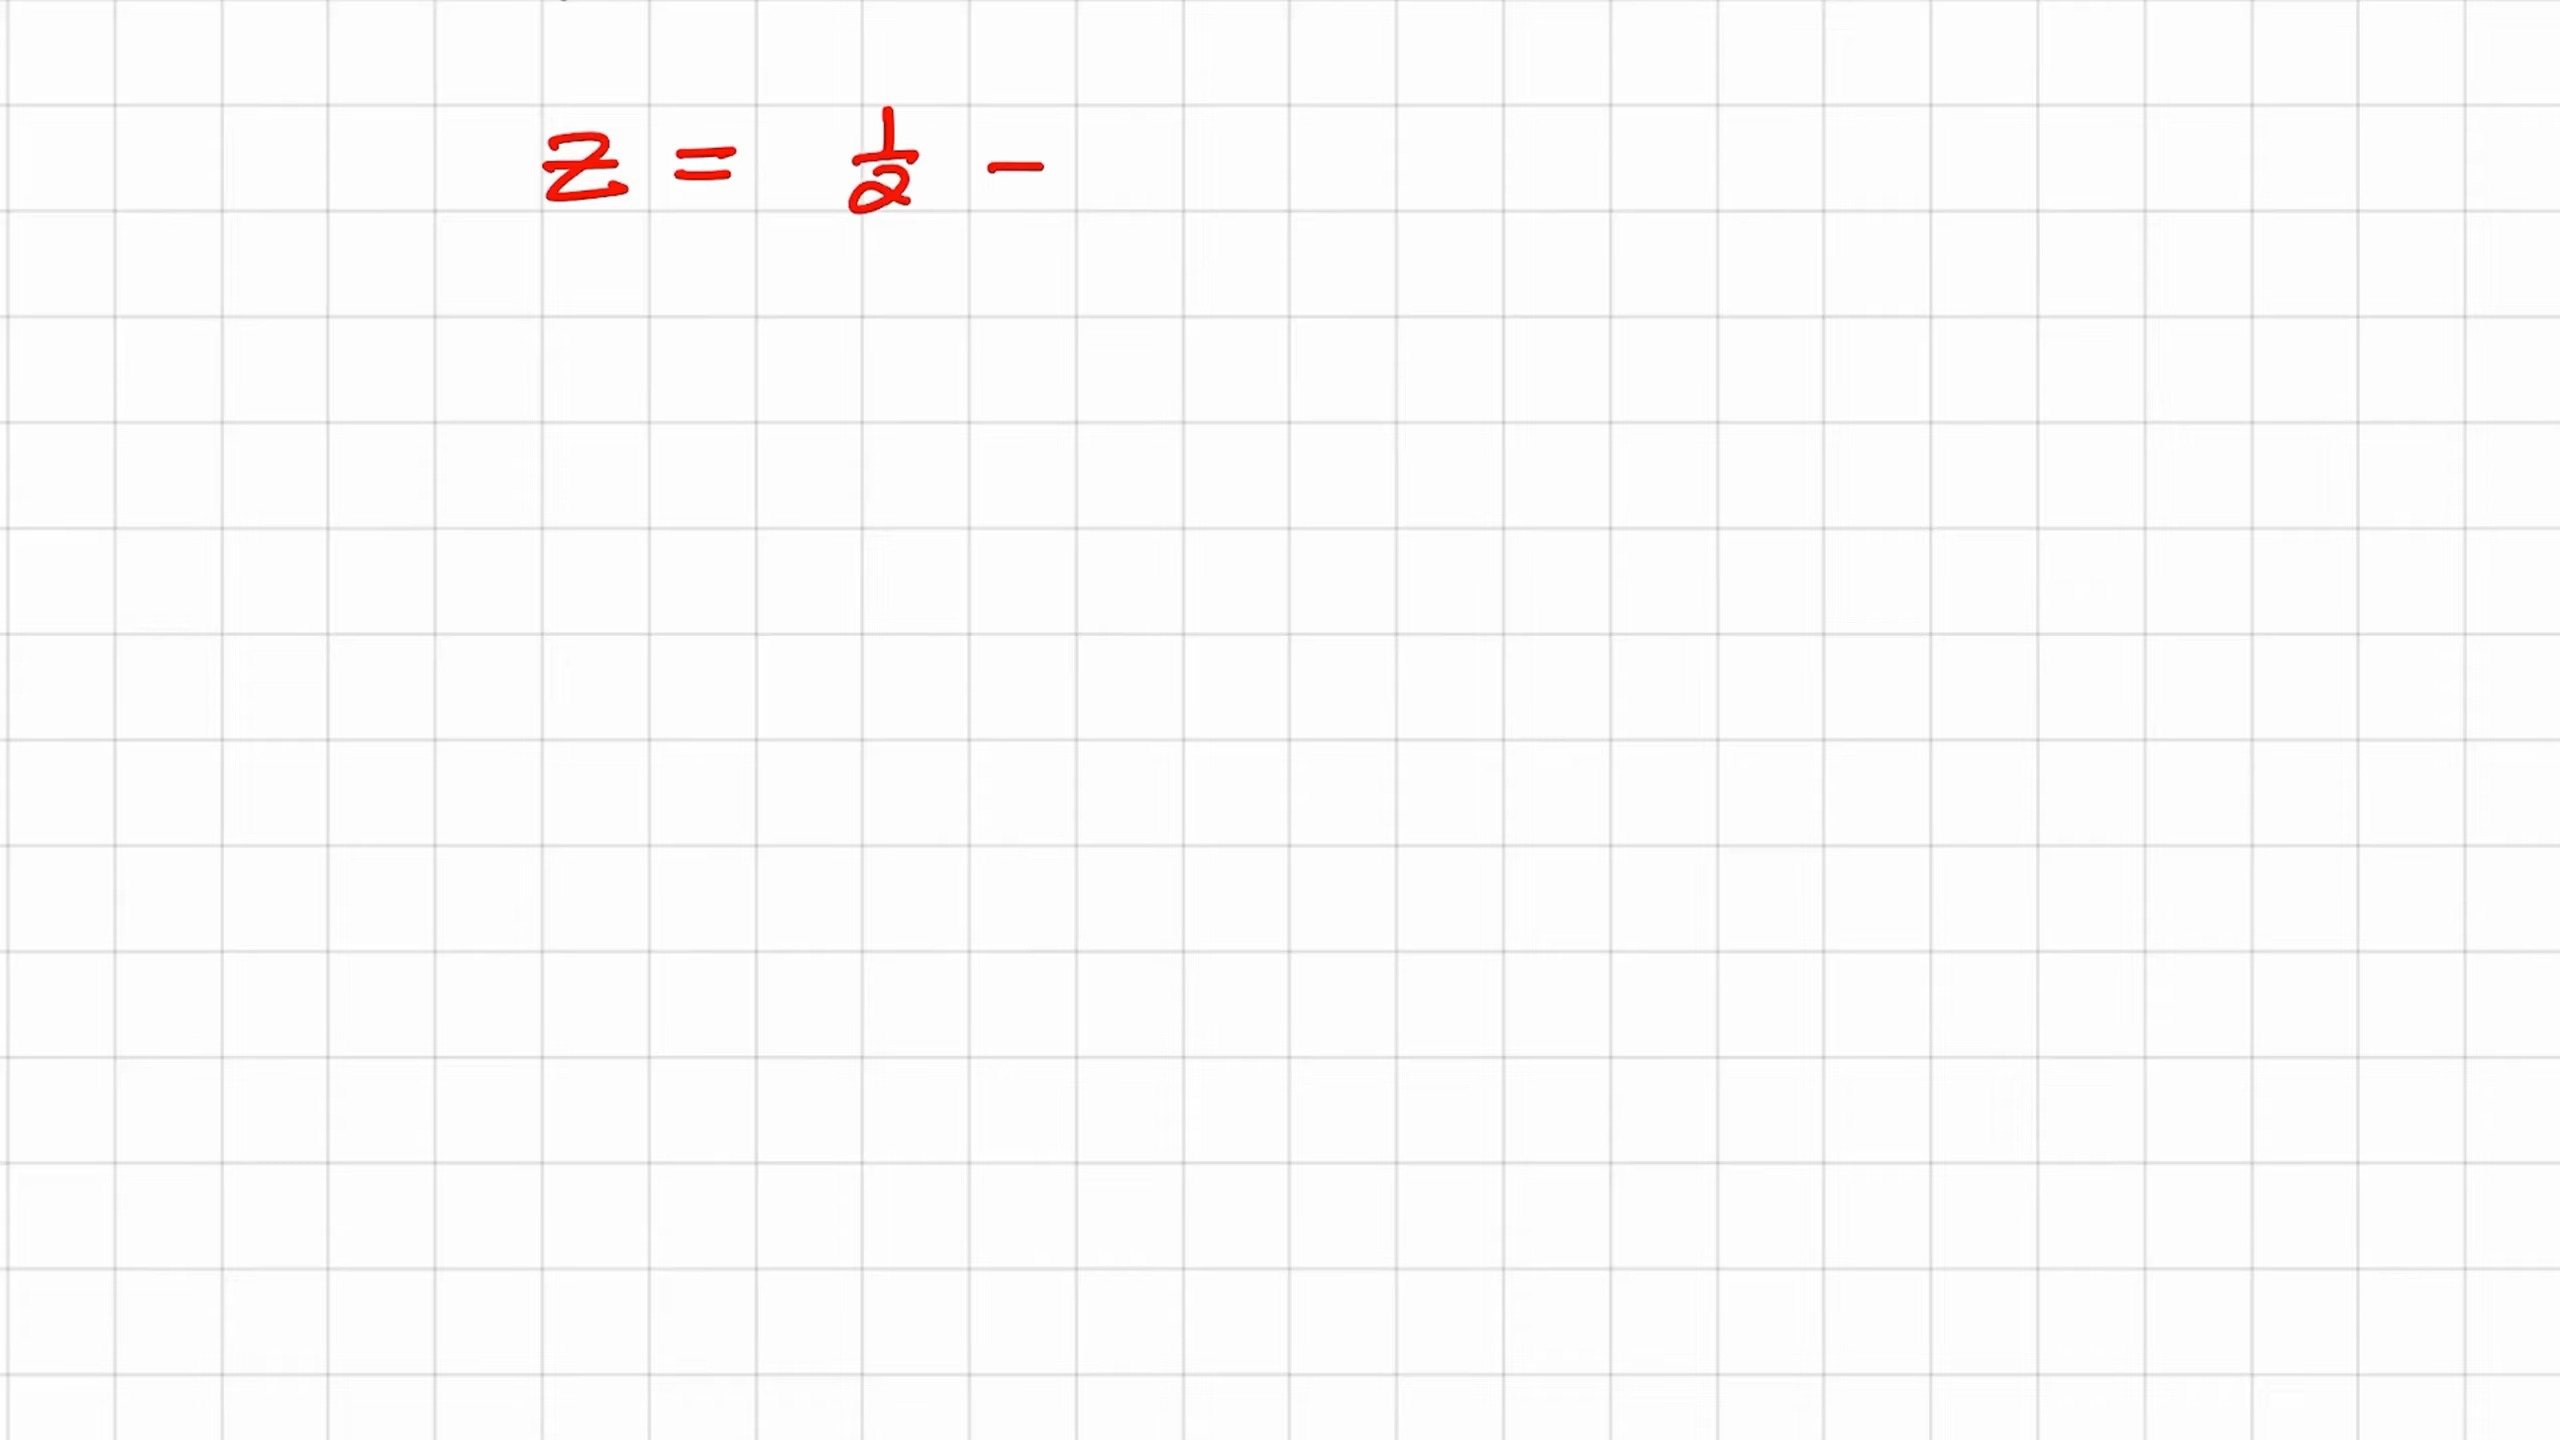 z = 1/2 -